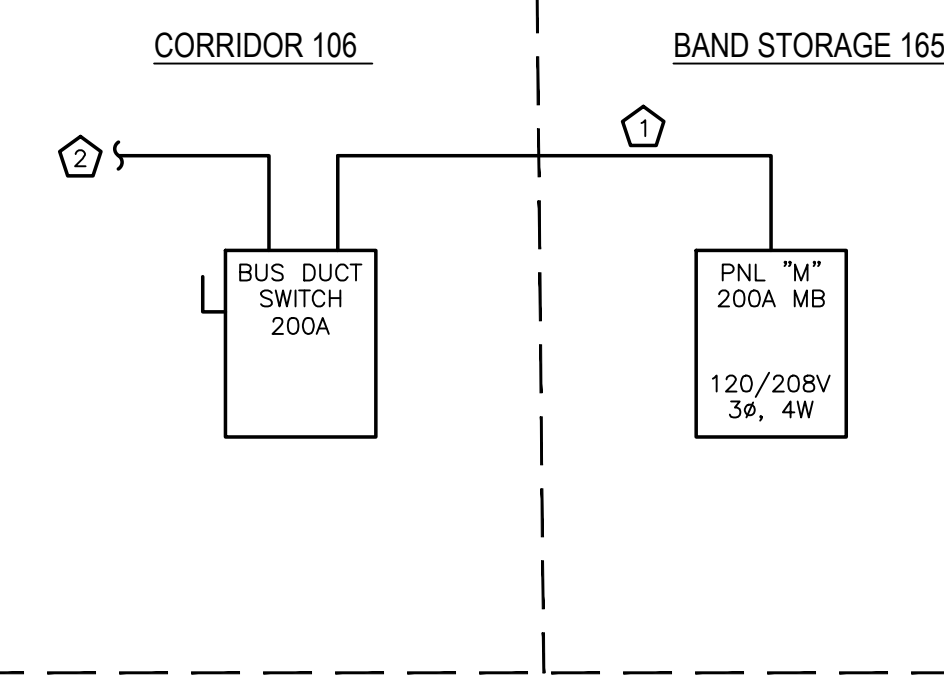 CORRIDOR 106
BAND STORAGE 165
1
2
BUS DUCT
SWITCH
200A
PNL "M"
200A MB
120/208V
3ø, 4W